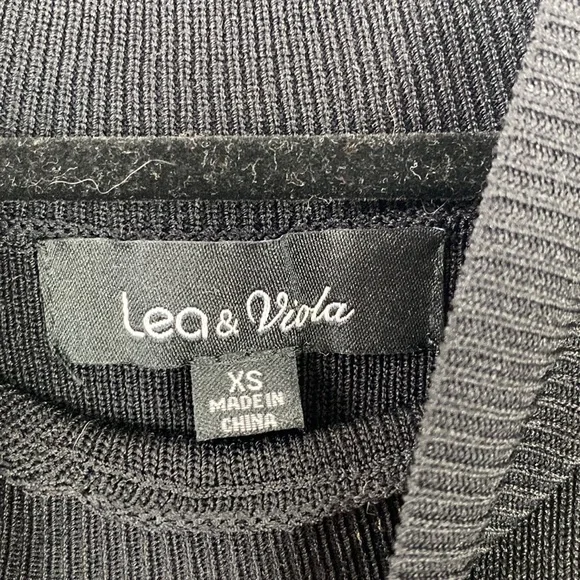 Lea & Viola
XS
MADE IN
CHINA